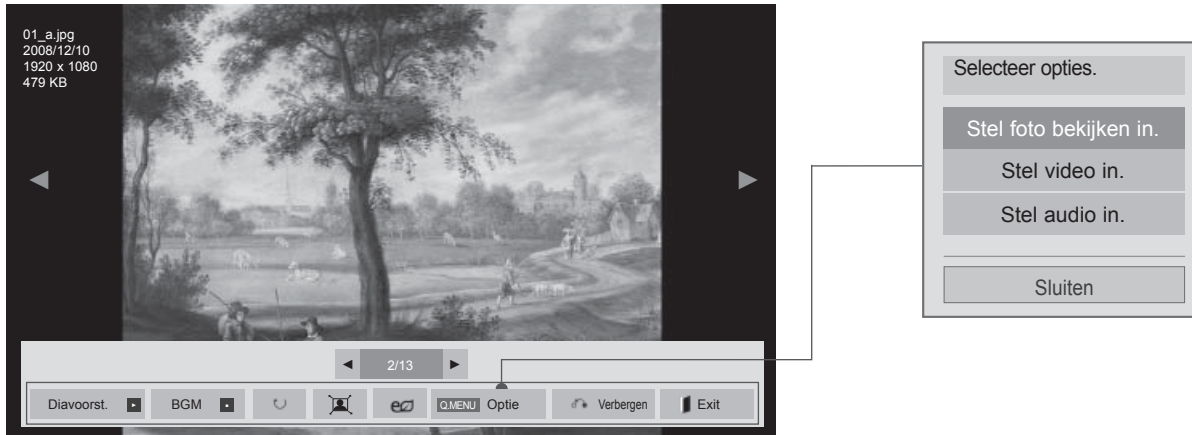 01_a.jpg
2008/12/10
1920 x 1080
479 KB
2/13
Diavoorst. BGM Q.MENU Optie Verbergen Exit
Selecteer opties.
Stel foto bekijken in.
Stel video in.
Stel audio in.
Sluiten